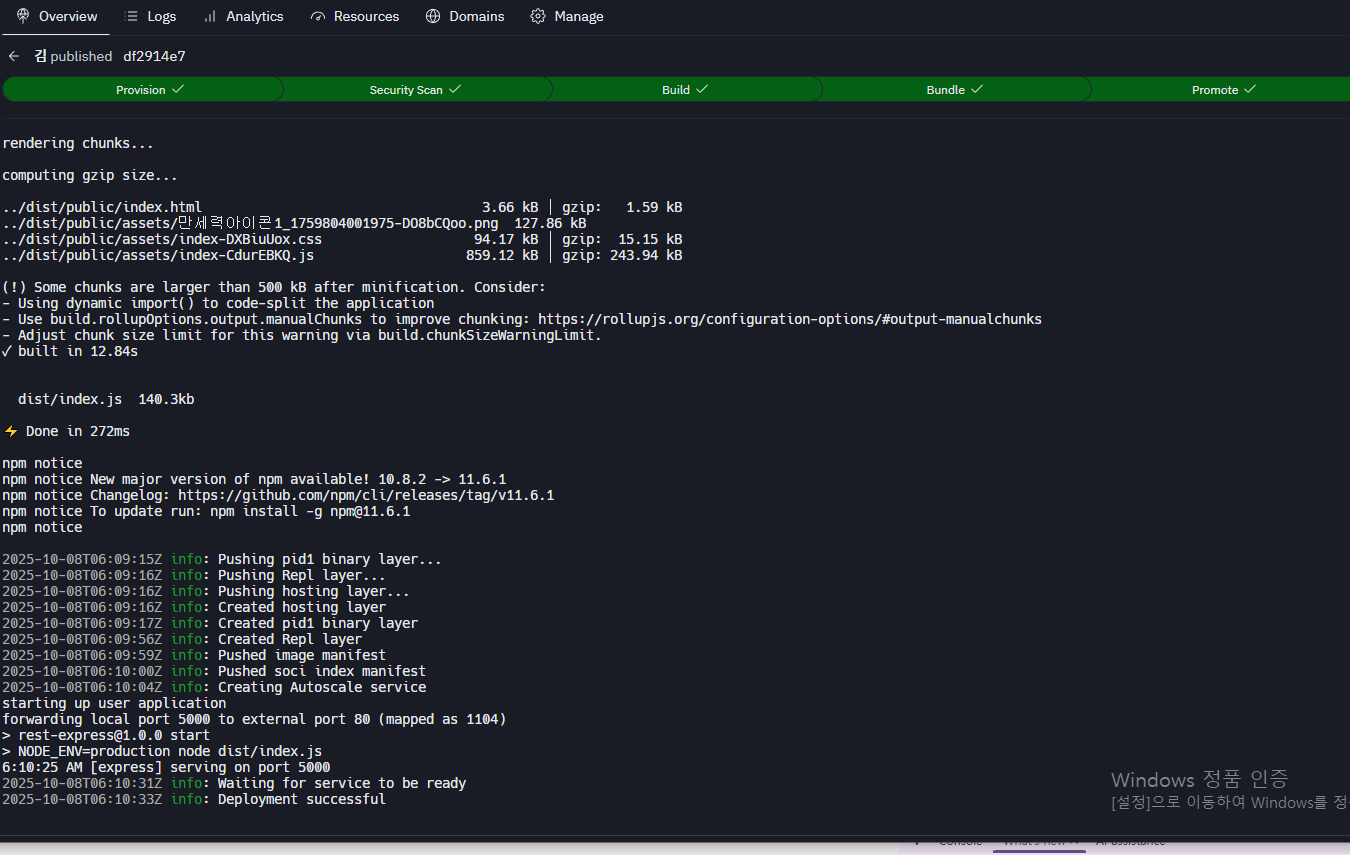 Overview Logs Analytics Resources Domains Manage
← 김 published df2914e7
Provision ✓ Security Scan ✓ Build ✓ Bundle ✓ Promote ✓
rendering chunks...
computing gzip size...
../dist/public/index.html 3.66 kB │ gzip: 1.59 kB
../dist/public/assets/만세력아이콘1_1759804001975-DO8bCQoo.png 127.86 kB
../dist/public/assets/index-DXBiuUox.css 94.17 kB │ gzip: 15.15 kB
../dist/public/assets/index-CdurEBKQ.js 859.12 kB │ gzip: 243.94 kB
(!) Some chunks are larger than 500 kB after minification. Consider:
- Using dynamic import() to code-split the application
- Use build.rollupOptions.output.manualChunks to improve chunking: https://rollupjs.org/configuration-options/#output-manualchunks
- Adjust chunk size limit for this warning via build.chunkSizeWarningLimit.
✓ built in 12.84s
dist/index.js 140.3kb
⚡ Done in 272ms
npm notice
npm notice New major version of npm available! 10.8.2 -> 11.6.1
npm notice Changelog: https://github.com/npm/cli/releases/tag/v11.6.1
npm notice To update run: npm install -g npm@11.6.1
npm notice
2025-10-08T06:09:15Z info: Pushing pid1 binary layer...
2025-10-08T06:09:16Z info: Pushing Repl layer...
2025-10-08T06:09:16Z info: Pushing hosting layer...
2025-10-08T06:09:16Z info: Created hosting layer
2025-10-08T06:09:17Z info: Created pid1 binary layer
2025-10-08T06:09:56Z info: Created Repl layer
2025-10-08T06:09:59Z info: Pushed image manifest
2025-10-08T06:10:00Z info: Pushed soci index manifest
2025-10-08T06:10:04Z info: Creating Autoscale service
starting up user application
forwarding local port 5000 to external port 80 (mapped as 1104)
> rest-express@1.0.0 start
> NODE_ENV=production node dist/index.js
6:10:25 AM [express] serving on port 5000
2025-10-08T06:10:31Z info: Waiting for service to be ready
2025-10-08T06:10:33Z info: Deployment successful
Windows 정품 인증
[설정]으로 이동하여 Windows를 정
Console What's new AI assistance